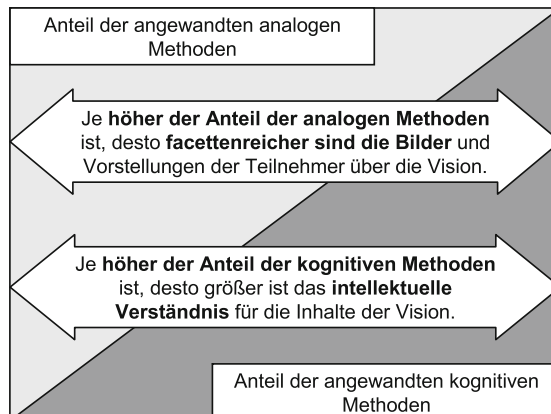 Anteil der angewandten analogen
Methoden
Je höher der Anteil der analogen Methoden
ist, desto facettenreicher sind die Bilder und
Vorstellungen der Teilnehmer über die Vision.
Je höher der Anteil der kognitiven Methoden
ist, desto größer ist das intellektuelle
Verständnis für die Inhalte der Vision.
Anteil der angewandten kognitiven
Methoden